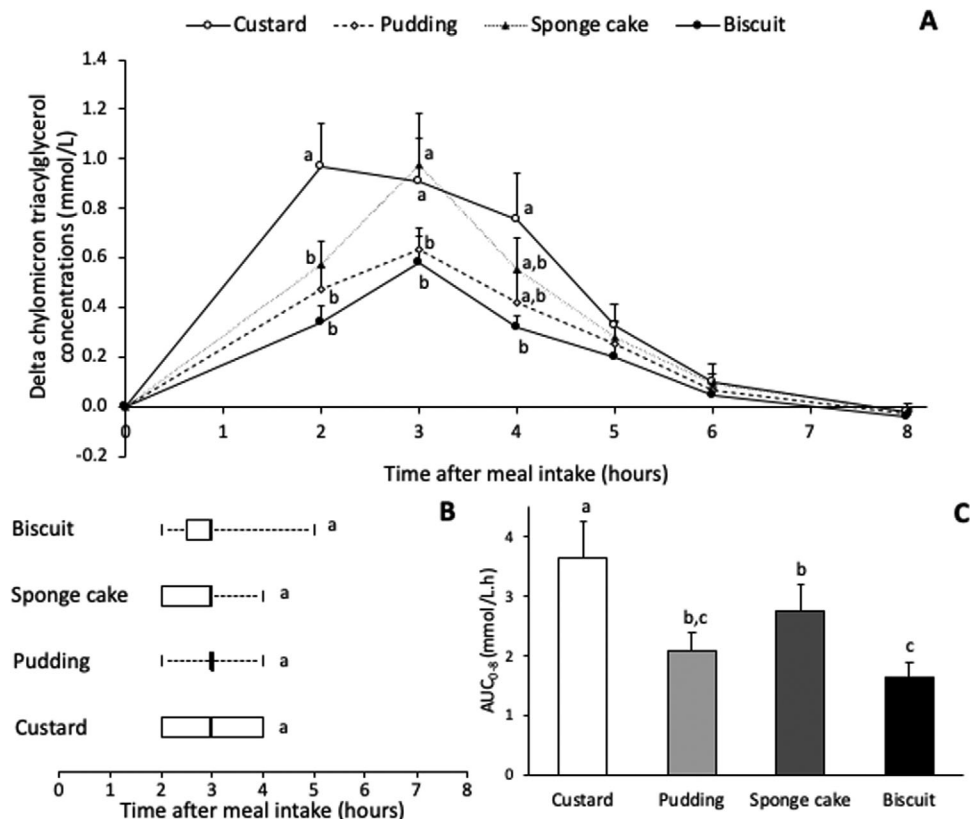 Custard Pudding Sponge cake Biscuit
A
1.4
1.2
1.0
0.8
0.6
0.4
0.2
0.0
-0.2
Delta chylomicron triacylglycerol
concentrations (mmol/L)
a
a
a
a
b
b
b
b
b
a,b
a,b
b
0 1 2 3 4 5 6 7 8
Time after meal intake (hours)
B
Biscuit a
Sponge cake a
Pudding a
Custard a
0 1 2 3 4 5 6 7 8
Time after meal intake (hours)
C
AUC0-8 (mmol/L.h)
4
3
2
1
0
a
b,c
b
c
Custard Pudding Sponge cake Biscuit